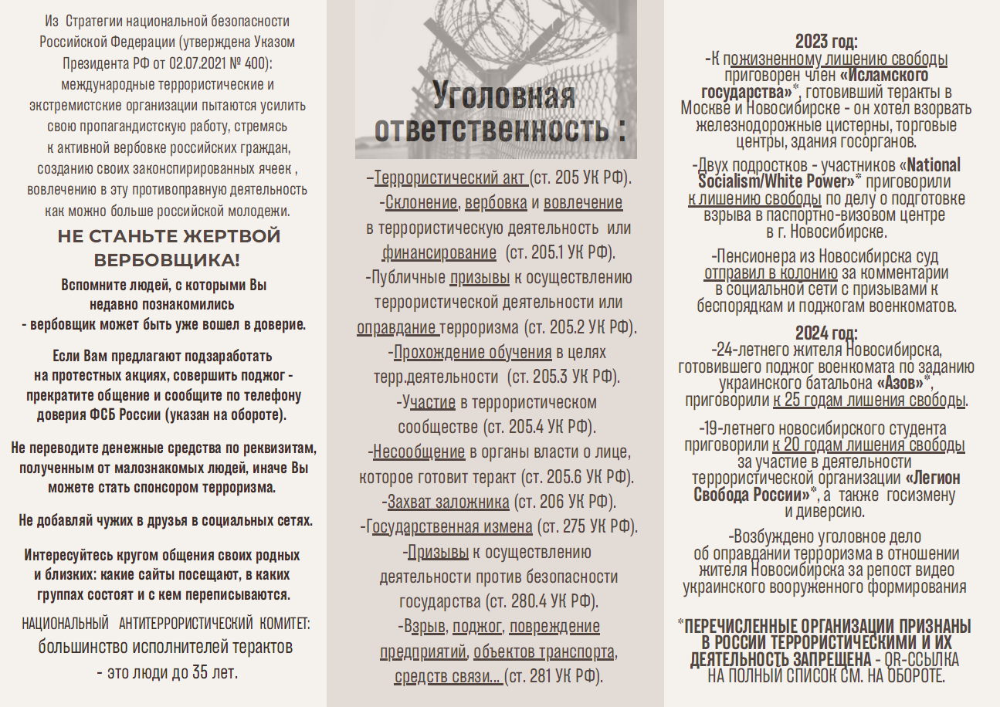 Из Стратегии национальной безопасности
Российской Федерации (утверждена Указом
Президента РФ от 02.07.2021 № 400):
международные террористические и
экстремистские организации пытаются усилить
свою пропагандистскую работу, стремясь
к активной вербовке российских граждан,
созданию своих законспирированных ячеек ,
вовлечению в эту противоправную деятельность
как можно больше российской молодежи.
НЕ СТАНЬТЕ ЖЕРТВОЙ
ВЕРБОВЩИКА!
Вспомните людей, с которыми Вы
недавно познакомились
- вербовщик может быть уже вошел в доверие.
Если Вам предлагают подзаработать
на протестных акциях, совершить поджог -
прекратите общение и сообщите по телефону
доверия ФСБ России (указан на обороте).
Не переводите денежные средства по реквизитам,
полученным от малознакомых людей, иначе Вы
можете стать спонсором терроризма.
Не добавляй чужих в друзья в социальных сетях.
Интересуйтесь кругом общения своих родных
и близких: какие сайты посещают, в каких
группах состоят и с кем переписываются.
НАЦИОНАЛЬНЫЙ АНТИТЕРРОРИСТИЧЕСКИЙ КОМИТЕТ:
большинство исполнителей терактов
- это люди до 35 лет.
Уголовная
ответственность :
-Террористический акт (ст. 205 УК РФ).
-Склонение, вербовка и вовлечение
в террористическую деятельность или
финансирование (ст. 205.1 УК РФ).
-Публичные призывы к осуществлению
террористической деятельности или
оправдание терроризма (ст. 205.2 УК РФ).
-Прохождение обучения в целях
терр.деятельности (ст. 205.3 УК РФ).
-Участие в террористическом
сообществе (ст. 205.4 УК РФ).
-Несообщение в органы власти о лице,
которое готовит теракт (ст. 205.6 УК РФ).
-Захват заложника (ст. 206 УК РФ).
-Государственная измена (ст. 275 УК РФ).
-Призывы к осуществлению
деятельности против безопасности
государства (ст. 280.4 УК РФ).
-Взрыв, поджог, повреждение
предприятий, объектов транспорта,
средств связи... (ст. 281 УК РФ).
2023 год:
-К пожизненному лишению свободы
приговорен член «Исламского
государства»*, готовивший теракты в
Москве и Новосибирске - он хотел взорвать
железнодорожные цистерны, торговые
центры, здания госорганов.
-Двух подростков - участников «National
Socialism/White Power»* приговорили
к лишению свободы по делу о подготовке
взрыва в паспортно-визовом центре
в г. Новосибирске.
-Пенсионера из Новосибирска суд
отправил в колонию за комментарии
в социальной сети с призывами к
беспорядкам и поджогам военкоматов.
2024 год:
-24-летнего жителя Новосибирска,
готовившего поджог военкомата по заданию
украинского батальона «Азов»*,
приговорили к 25 годам лишения свободы.
-19-летнего новосибирского студента
приговорили к 20 годам лишения свободы
за участие в деятельности
террористической организации «Легион
Свобода России»*, а также госизмену
и диверсию.
-Возбуждено уголовное дело
об оправдании терроризма в отношении
жителя Новосибирска за репост видео
украинского вооруженного формирования
*ПЕРЕЧИСЛЕННЫЕ ОРГАНИЗАЦИИ ПРИЗНАНЫ
В РОССИИ ТЕРРОРИСТИЧЕСКИМИ И ИХ
ДЕЯТЕЛЬНОСТЬ ЗАПРЕЩЕНА - QR-ССЫЛКА
НА ПОЛНЫЙ СПИСОК СМ. НА ОБОРОТЕ.